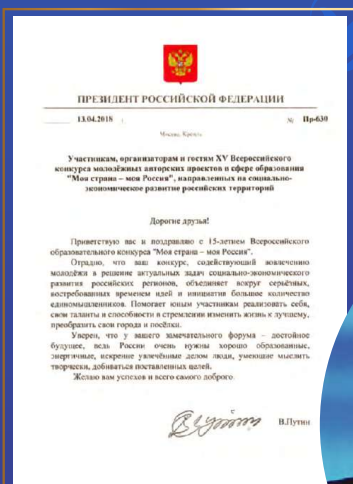 ПРЕЗИДЕНТ РОССИЙСКОЙ ФЕДЕРАЦИИ
13.04.2018 № Пр-630
Москва, Кремль
Участникам, организаторам и гостям XV Всероссийского
конкурса молодёжных авторских проектов в сфере образования
"Моя страна – моя Россия", направленных на социально-
экономическое развитие российских территорий
Дорогие друзья!
Приветствую вас и поздравляю с 15-летием Всероссийского
образовательного конкурса "Моя страна – моя Россия".
Отрадно, что ваш конкурс, содействующий вовлечению
молодёжи в решение актуальных задач социально-экономического
развития российских регионов, объединяет вокруг серьёзных,
востребованных временем идей и инициатив большое количество
единомышленников. Помогает юным участникам реализовать себя,
свои таланты и способности в стремлении изменить жизнь к лучшему,
преобразить свои города и посёлки.
Уверен, что у вашего замечательного форума – достойное
будущее, ведь России очень нужны хорошо образованные,
энергичные, искренне увлечённые делом люди, умеющие мыслить
творчески, добиваться поставленных целей.
Желаю вам успехов и всего самого доброго.
В.Путин